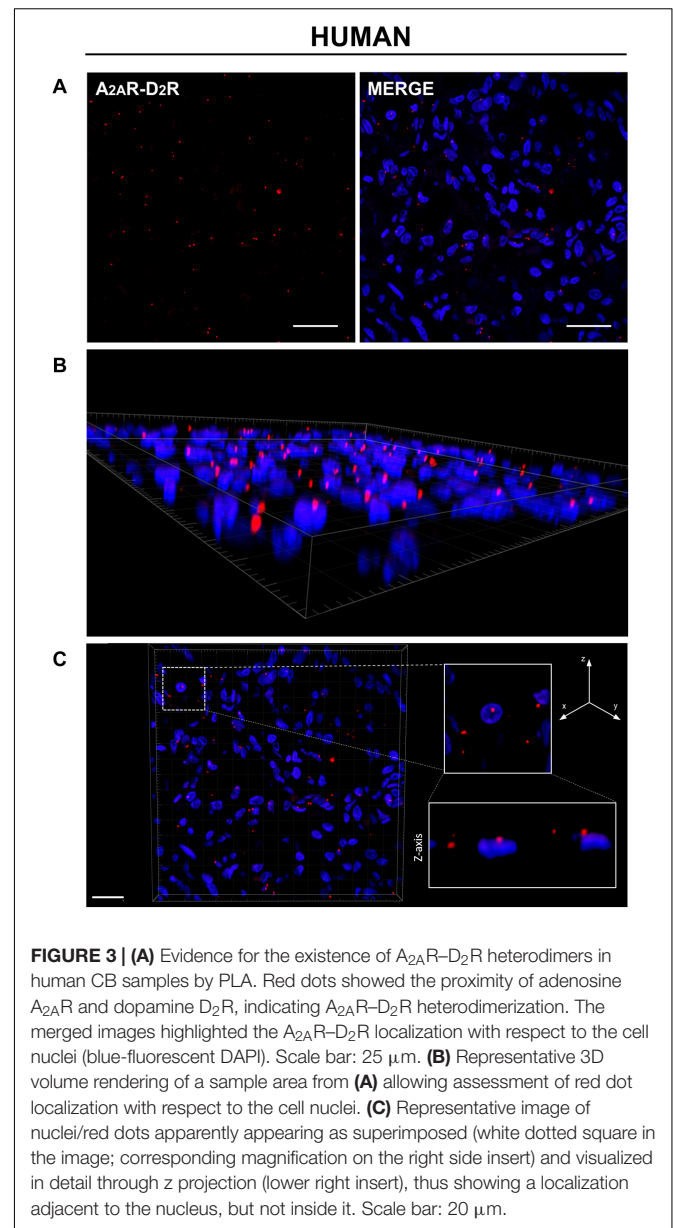 HUMAN
A
A2AR-D2R
MERGE
B
C
z
x
y
Z-axis
FIGURE 3 | (A) Evidence for the existence of A2AR–D2R heterodimers in
human CB samples by PLA. Red dots showed the proximity of adenosine
A2AR and dopamine D2R, indicating A2AR–D2R heterodimerization. The
merged images highlighted the A2AR–D2R localization with respect to the cell
nuclei (blue-fluorescent DAPI). Scale bar: 25 μm. (B) Representative 3D
volume rendering of a sample area from (A) allowing assessment of red dot
localization with respect to the cell nuclei. (C) Representative image of
nuclei/red dots apparently appearing as superimposed (white dotted square in
the image; corresponding magnification on the right side insert) and visualized
in detail through z projection (lower right insert), thus showing a localization
adjacent to the nucleus, but not inside it. Scale bar: 20 μm.